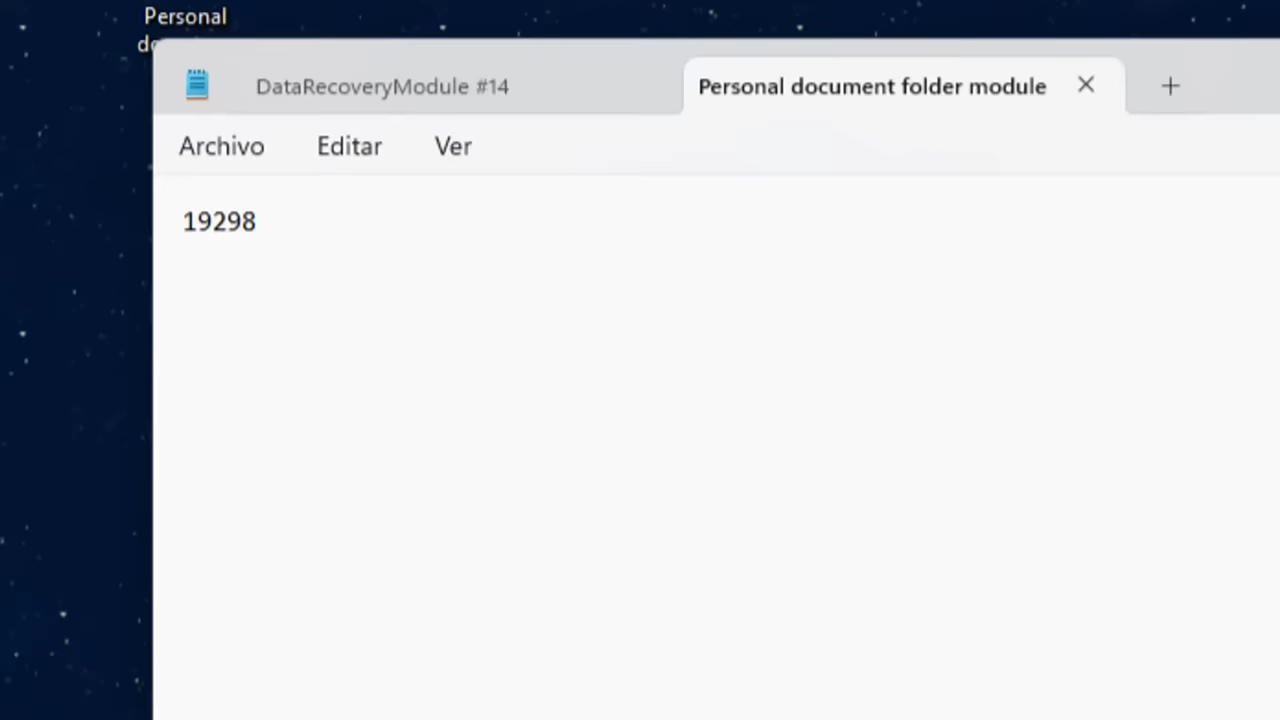 Personal
DataRecoveryModule #14
Personal document folder module
Archivo Editar Ver
19298